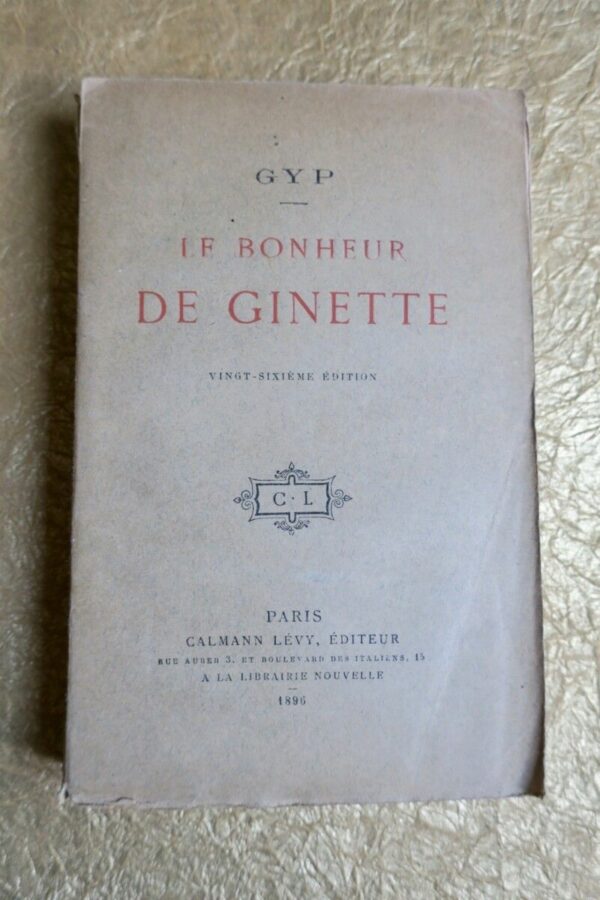 GYP
LE BONHEUR
DE GINETTE
VINGT-SIXIÈME ÉDITION
C · L
PARIS
CALMANN LÉVY, ÉDITEUR
RUE AUBER 3, ET BOULEVARD DES ITALIENS, 15
A LA LIBRAIRIE NOUVELLE
1896